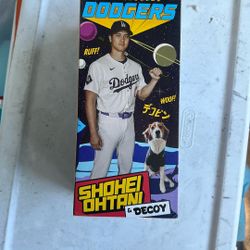 DODGERS
RUFF!
Dodgers
WOOF!
デコピン
SHOHEI
OHTANI
& DECOY